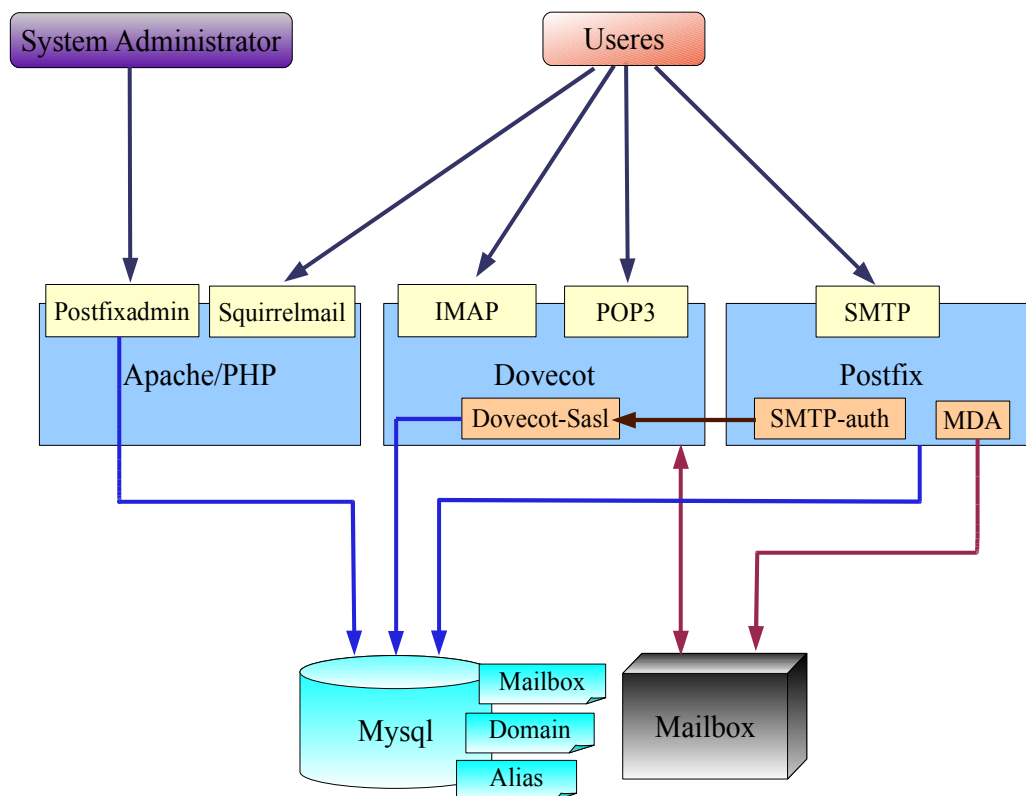 System Administrator
Useres
Postfixadmin
Squirrelmail
IMAP
POP3
SMTP
Apache/PHP
Dovecot
Postfix
Dovecot-Sasl
SMTP-auth
MDA
Mysql
Mailbox
Domain
Alias
Mailbox